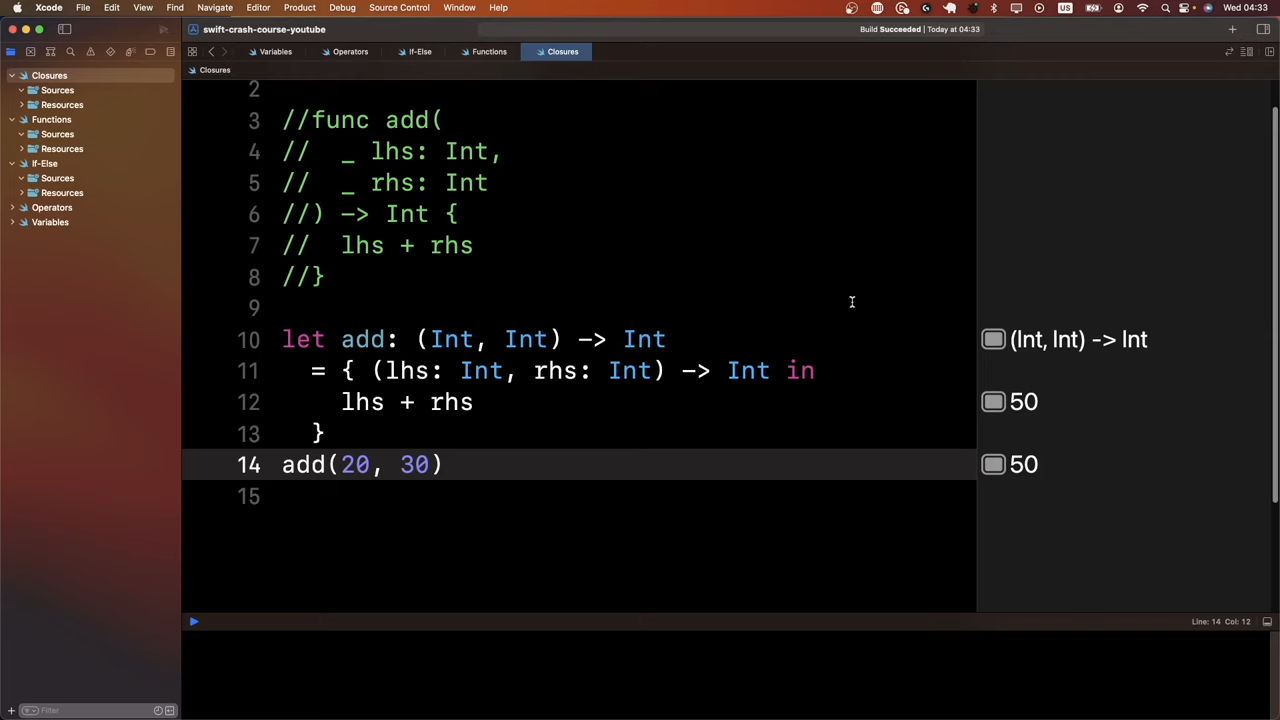 Xcode File Edit View Find Navigate Editor Product Debug Source Control Window Help Wed 04:33
swift-crash-course-youtube Build Succeeded | Today at 04:33
Variables Operators If-Else Functions Closures
Closures
Closures
Sources
Resources
Functions
Sources
Resources
If-Else
Sources
Resources
Operators
Variables
2
3 //func add(
4 //  _ lhs: Int,
5 //  _ rhs: Int
6 //) -> Int {
7 //  lhs + rhs
8 //}
9
10 let add: (Int, Int) -> Int (Int, Int) -> Int
11   = { (lhs: Int, rhs: Int) -> Int in
12     lhs + rhs 50
13   }
14 add(20, 30) 50
15
Line: 14 Col: 12
Filter